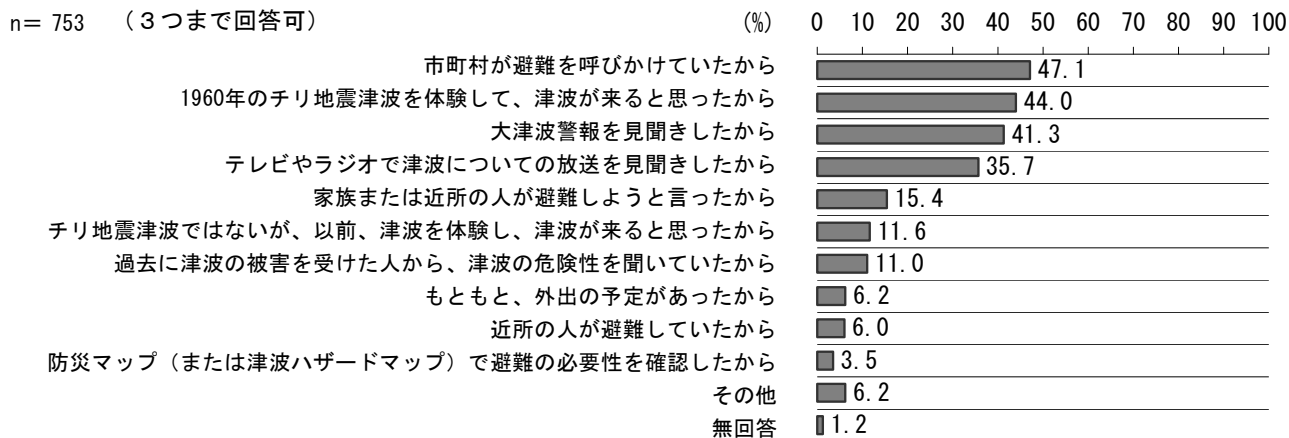 n= 753 （３つまで回答可） (%) 0 10 20 30 40 50 60 70 80 90 100
市町村が避難を呼びかけていたから 47.1
1960年のチリ地震津波を体験して、津波が来ると思ったから 44.0
大津波警報を見聞きしたから 41.3
テレビやラジオで津波についての放送を見聞きしたから 35.7
家族または近所の人が避難しようと言ったから 15.4
チリ地震津波ではないが、以前、津波を体験し、津波が来ると思ったから 11.6
過去に津波の被害を受けた人から、津波の危険性を聞いていたから 11.0
もともと、外出の予定があったから 6.2
近所の人が避難していたから 6.0
防災マップ（または津波ハザードマップ）で避難の必要性を確認したから 3.5
その他 6.2
無回答 1.2